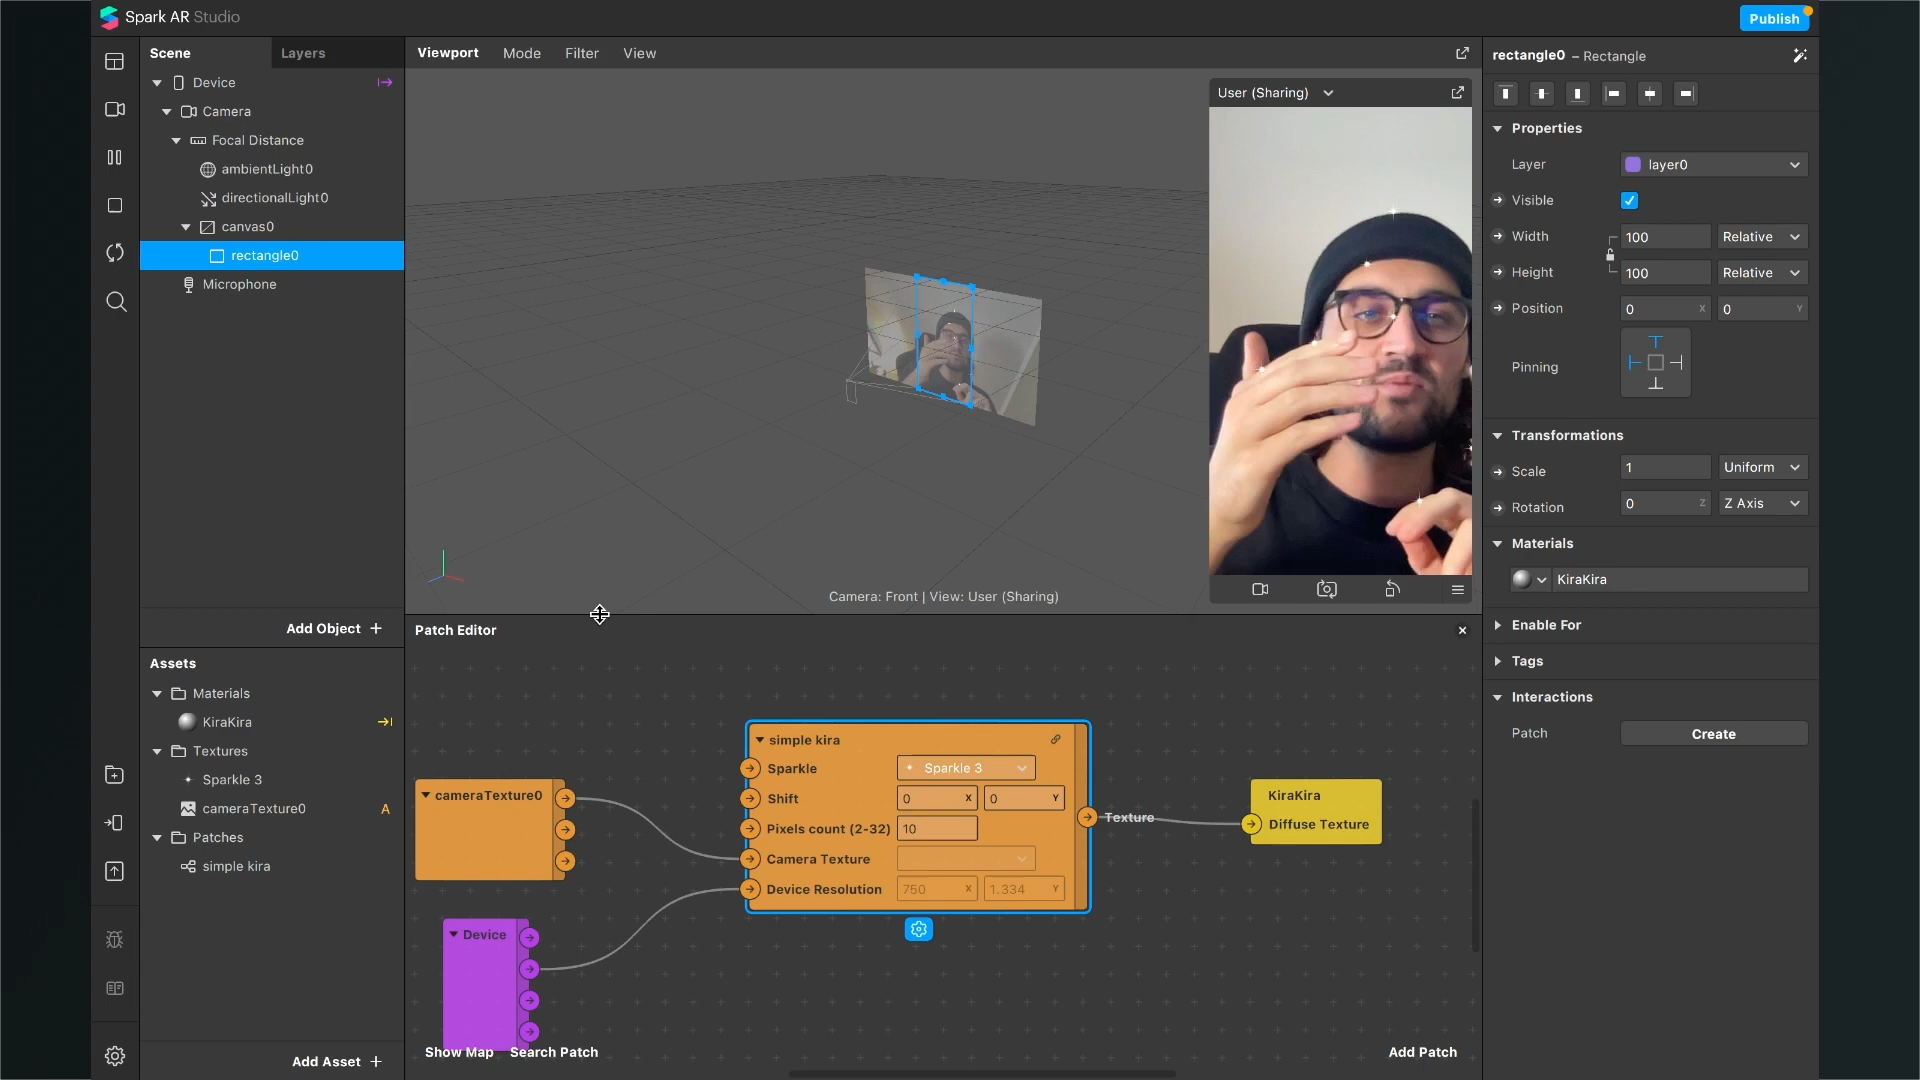 Spark AR Studio
Publish
Scene
Layers
Device
Camera
Focal Distance
ambientLight0
directionalLight0
canvas0
rectangle0
Microphone
Add Object +
Assets
Materials
KiraKira
Textures
Sparkle 3
cameraTexture0
A
Patches
simple kira
Add Asset +
Viewport
Mode
Filter
View
User (Sharing)
Camera: Front | View: User (Sharing)
Patch Editor
cameraTexture0
Device
simple kira
Sparkle
Sparkle 3
Shift
0 X
0 Y
Pixels count (2-32)
10
Camera Texture
Device Resolution
750 X
1.334 Y
Texture
KiraKira
Diffuse Texture
Show Map
Search Patch
Add Patch
rectangle0 – Rectangle
Properties
Layer
layer0
Visible
Width
100
Relative
Height
100
Relative
Position
0 X
0 Y
Pinning
Transformations
Scale
1
Uniform
Rotation
0 Z
Z Axis
Materials
KiraKira
Enable For
Tags
Interactions
Patch
Create